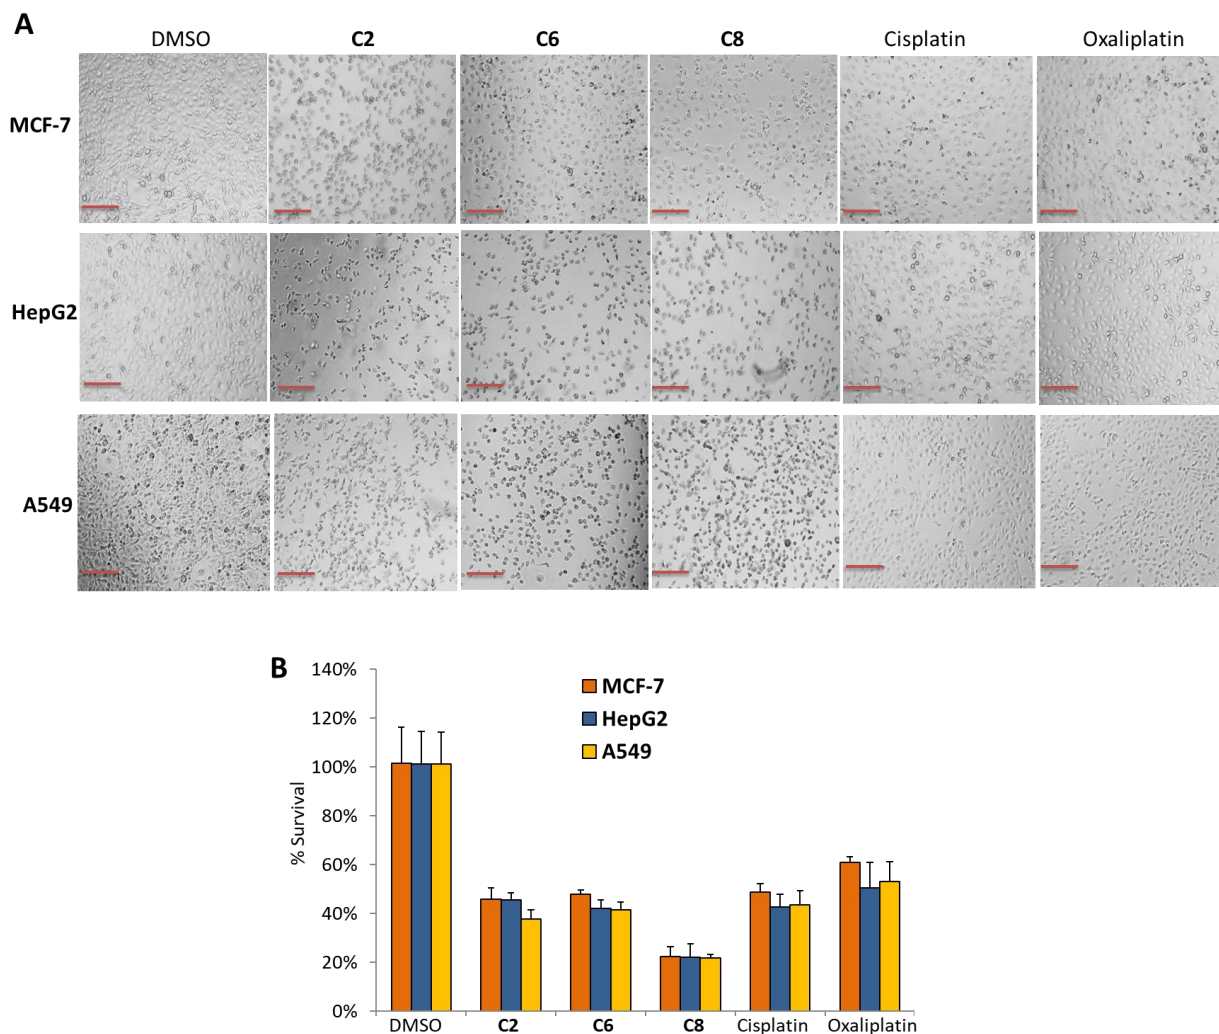 A
DMSO C2 C6 C8 Cisplatin Oxaliplatin
MCF-7
HepG2
A549
B
140%
120%
100%
80%
60%
40%
20%
0%
% Survival
MCF-7
HepG2
A549
DMSO C2 C6 C8 Cisplatin Oxaliplatin